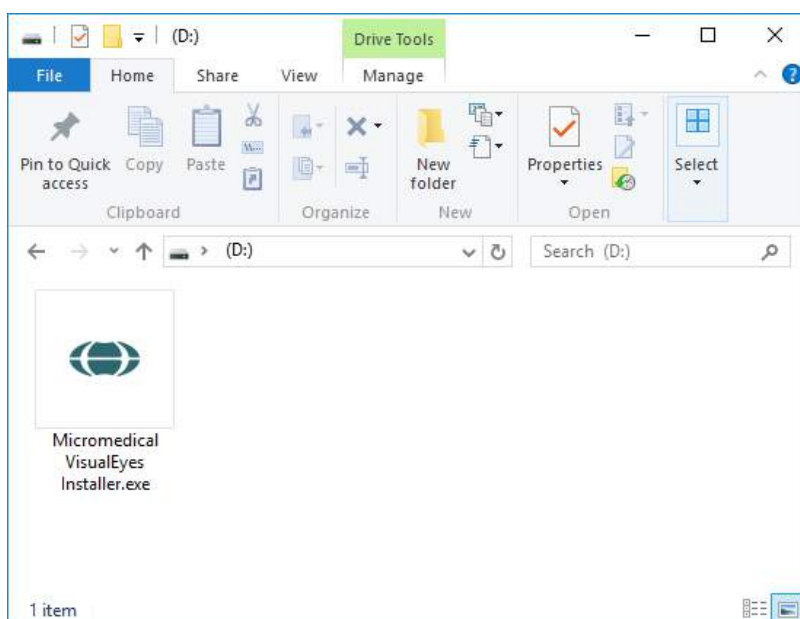 (D:)
Drive Tools
File
Home
Share
View
Manage
Pin to Quick
access
Copy
Paste
Clipboard
Organize
New
folder
New
Properties
Open
Select
(D:)
Search (D:)
Micromedical
VisualEyes
Installer.exe
1 item